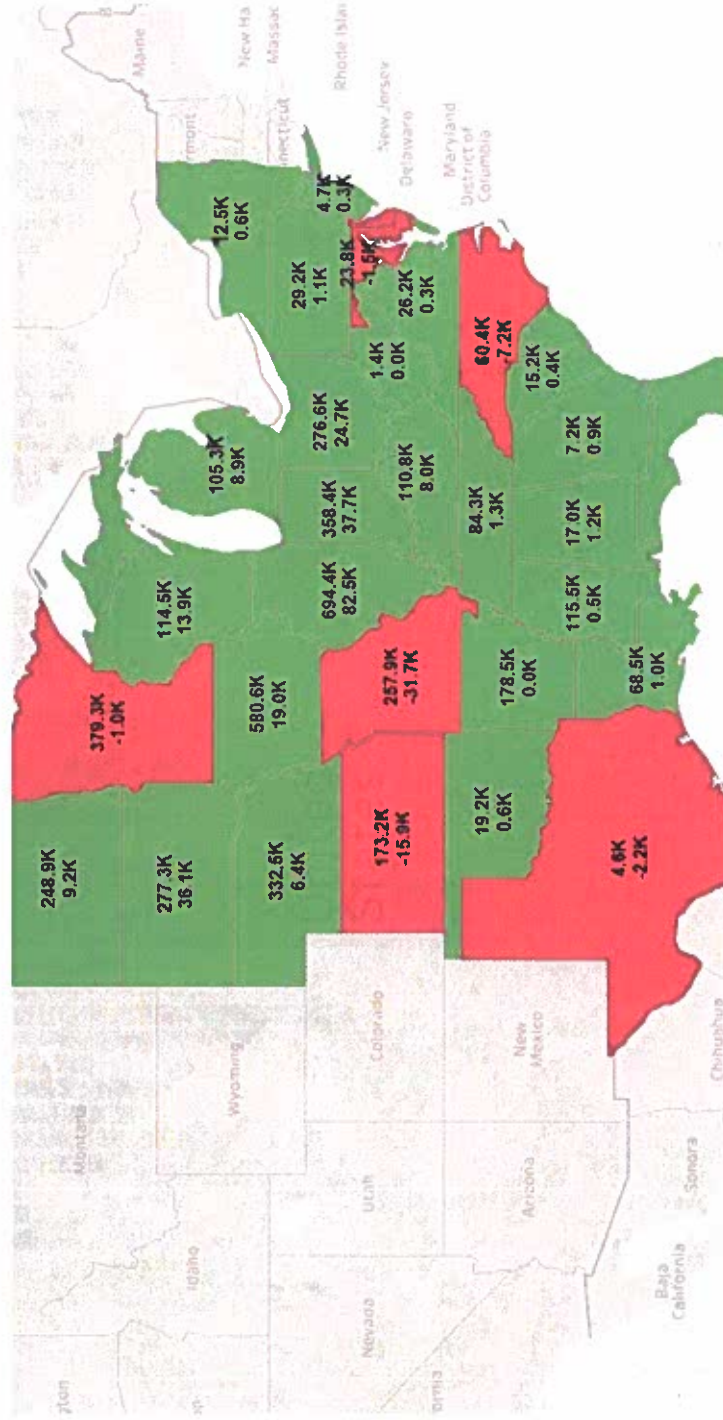 Maine
New Ha
Massac
rmont
necticut
Rhode Islan
New Jersey
Delaware
Maryland
District of
Columbia
Montana
Idaho
Wyoming
Nevada
Utah
Colorado
Arizona
New
Mexico
Baja
California
Sonora
Chihuahua
gton
ornia
248.9K
9.2K
379.3K
-1.0K
277.3K
36.1K
114.5K
13.9K
105.3K
8.9K
12.5K
0.6K
332.5K
6.4K
580.6K
19.0K
694.4K
82.5K
358.4K
37.7K
276.6K
24.7K
29.2K
1.1K
4.7K
0.3K
23.8K
-1.5K
173.2K
-15.9K
257.9K
-31.7K
110.8K
8.0K
1.4K
0.0K
26.2K
0.3K
19.2K
0.6K
178.5K
0.0K
84.3K
1.3K
60.4K
-7.2K
15.2K
0.4K
4.6K
-2.2K
68.5K
1.0K
115.5K
0.5K
17.0K
1.2K
7.2K
0.9K